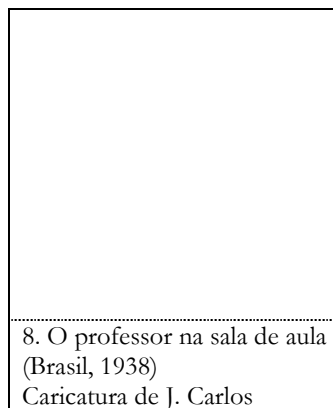 8. O professor na sala de aula
(Brasil, 1938)
Caricatura de J. Carlos